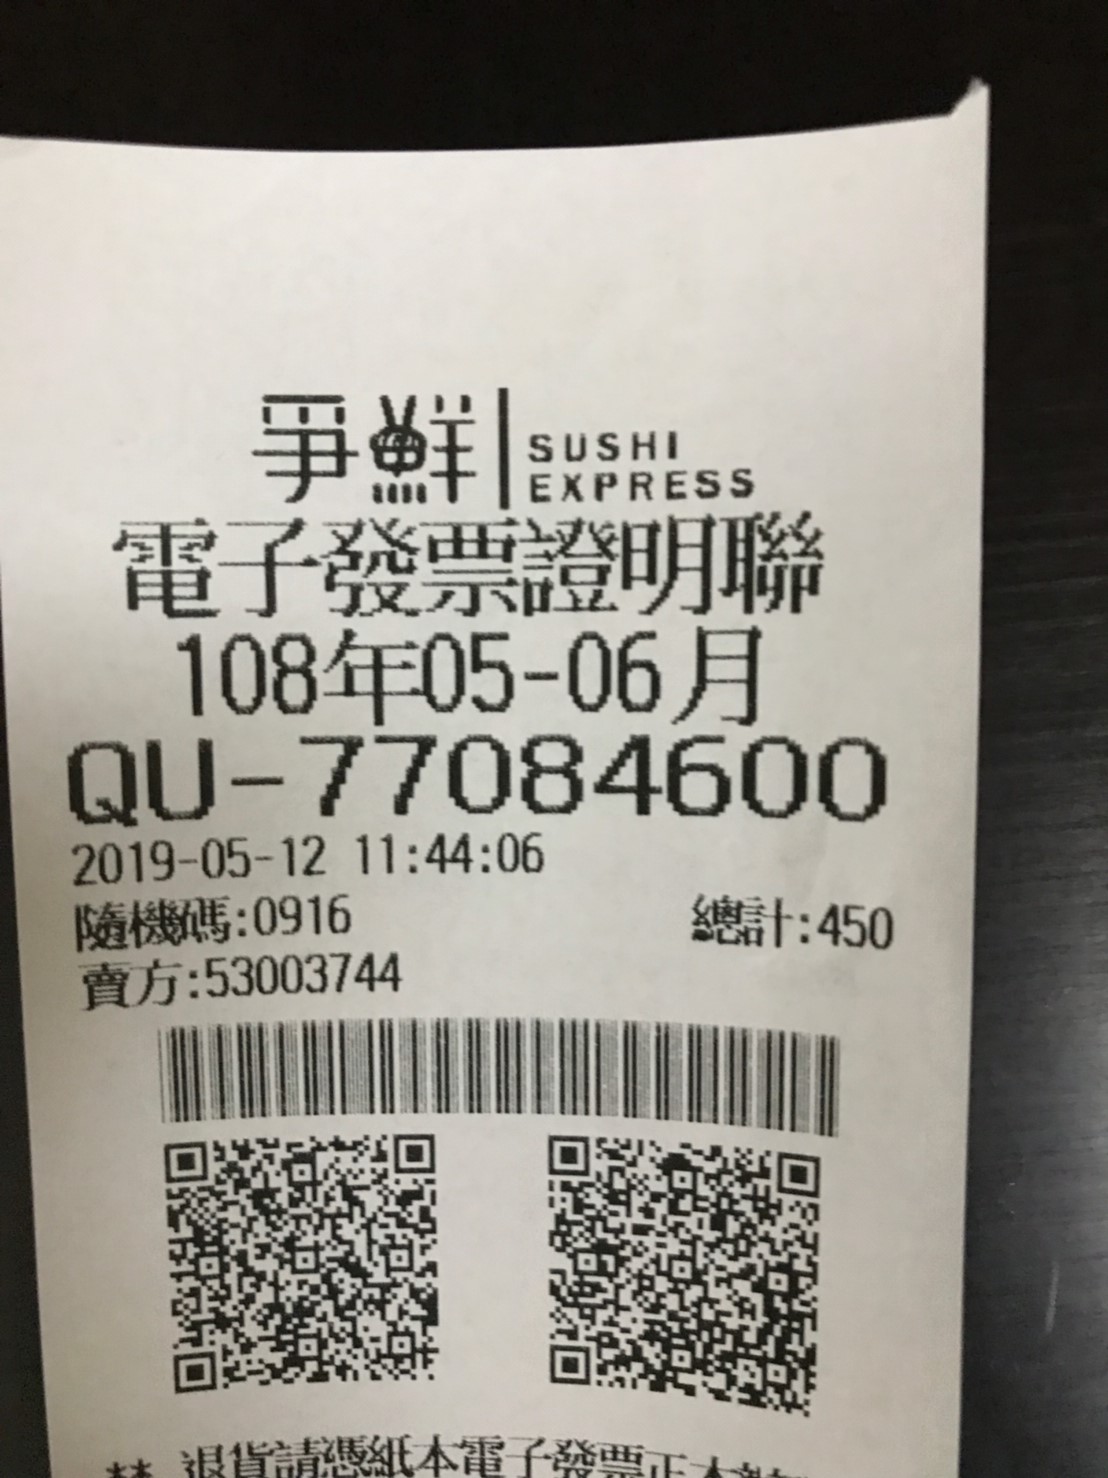 爭鮮 SUSHI
EXPRESS
電子發票證明聯
108年05-06月
QU-77084600
2019-05-12 11:44:06
隨機碼:0916 總計:450
賣方:53003744
** 退貨請憑紙本電子發票正本